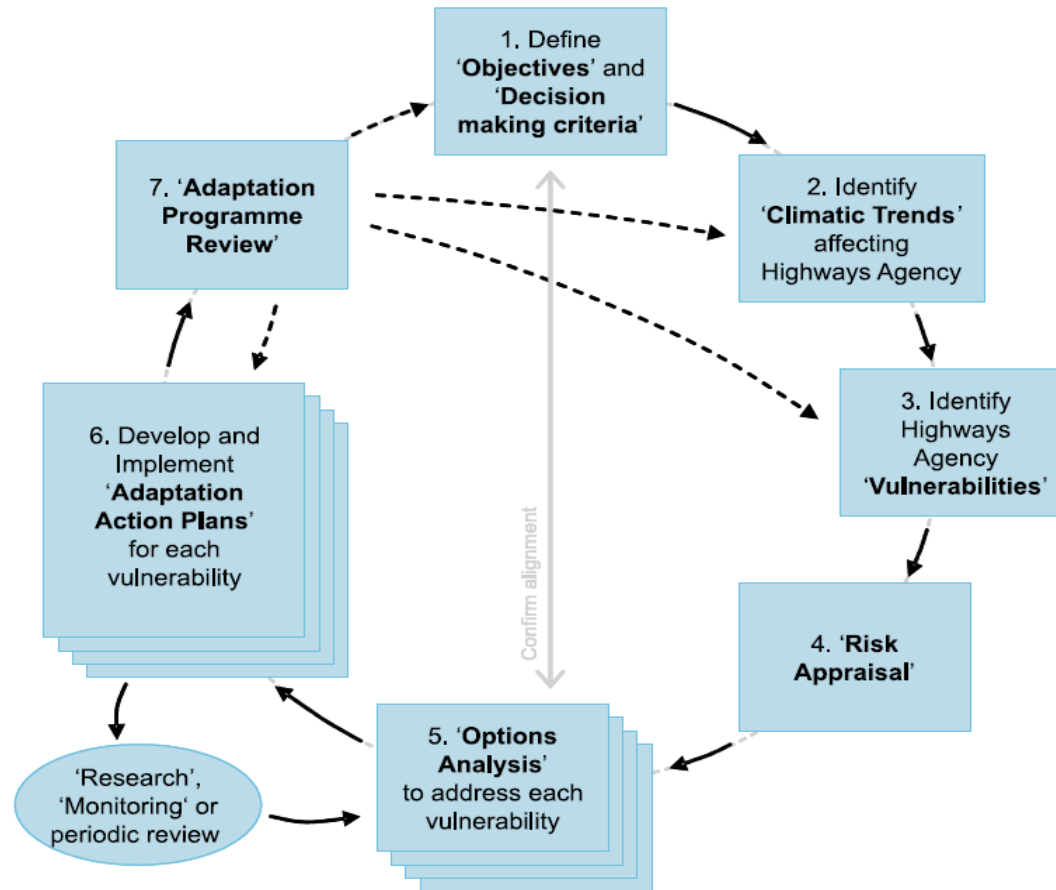 1. Define
‘Objectives’ and
‘Decision
making criteria’
2. Identify
‘Climatic Trends’
affecting
Highways Agency
3. Identify
Highways
Agency
‘Vulnerabilities’
4. ‘Risk
Appraisal’
5. ‘Options
Analysis’
to address each
vulnerability
6. Develop and
Implement
‘Adaptation
Action Plans’
for each
vulnerability
7. ‘Adaptation
Programme
Review’
‘Research’,
‘Monitoring‘ or
periodic review
Confirm alignment